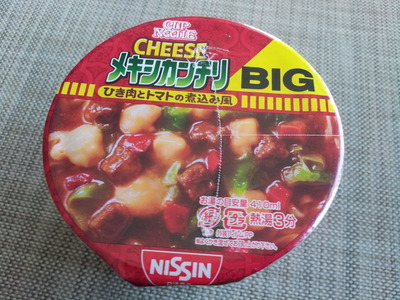 CUP
NOODLE
CHEESE
メキシカンチリ
BIG
ひき肉とトマトの煮込み風
お湯の目安量 410ml
熱湯3分
NISSIN